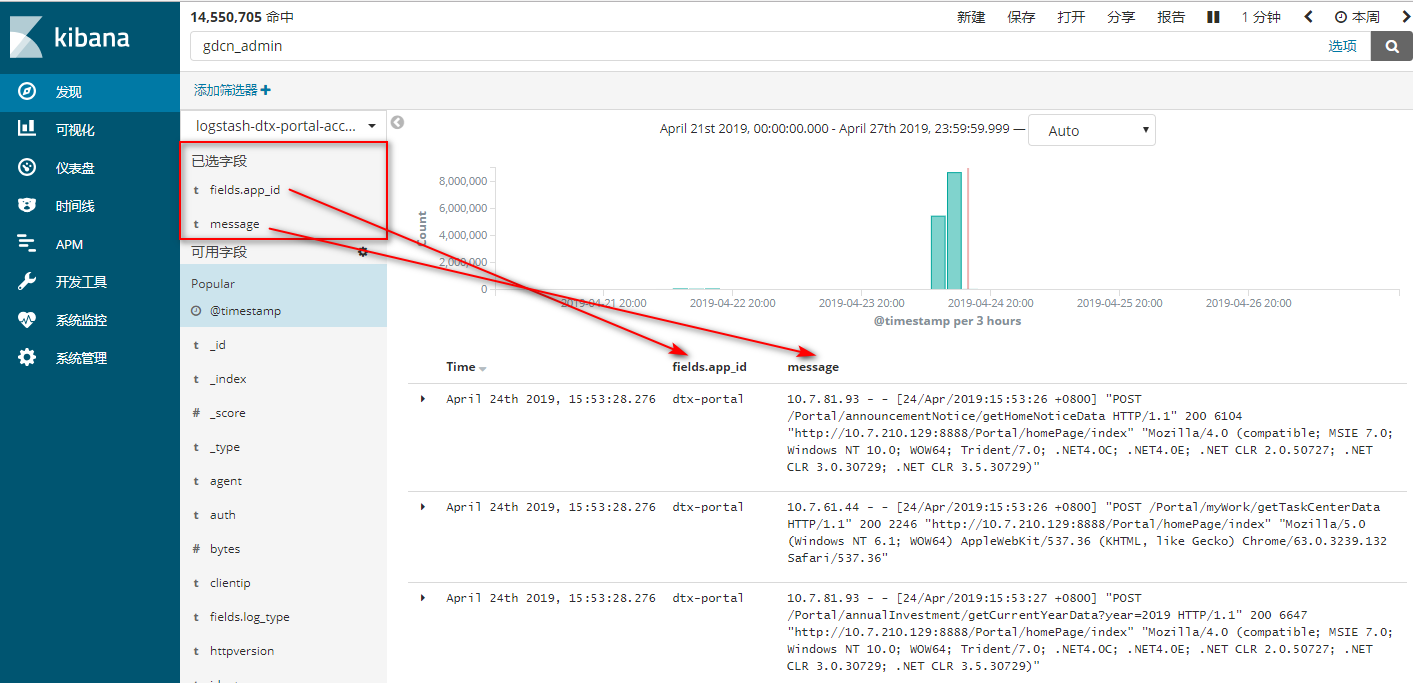 kibana
发现
可视化
仪表盘
时间线
APM
开发工具
系统监控
系统管理
14,550,705 命中
新建 保存 打开 分享 报告 1 分钟 本周
gdcn_admin
选项
添加筛选器
logstash-dtx-portal-acc...
已选字段
t fields.app_id
t message
可用字段
Popular
@timestamp
t _id
t _index
# _score
t _type
t agent
t auth
# bytes
t clientip
t fields.log_type
t httpversion
April 21st 2019, 00:00:00.000 - April 27th 2019, 23:59:59.999 —
Auto
Count
8,000,000
6,000,000
4,000,000
2,000,000
0
2019-04-21 20:00 2019-04-22 20:00 2019-04-23 20:00 2019-04-24 20:00 2019-04-25 20:00 2019-04-26 20:00
@timestamp per 3 hours
Time fields.app_id message
April 24th 2019, 15:53:28.276 dtx-portal 10.7.81.93 - - [24/Apr/2019:15:53:26 +0800] "POST
/Portal/announcementNotice/getHomeNoticeData HTTP/1.1" 200 6104
"http://10.7.210.129:8888/Portal/homePage/index" "Mozilla/4.0 (compatible; MSIE 7.0;
Windows NT 10.0; WOW64; Trident/7.0; .NET4.0C; .NET4.0E; .NET CLR 2.0.50727; .NET
CLR 3.0.30729; .NET CLR 3.5.30729)"
April 24th 2019, 15:53:28.276 dtx-portal 10.7.61.44 - - [24/Apr/2019:15:53:26 +0800] "POST /Portal/myWork/getTaskCenterData
HTTP/1.1" 200 2246 "http://10.7.210.129:8888/Portal/homePage/index" "Mozilla/5.0
(Windows NT 6.1; WOW64) AppleWebKit/537.36 (KHTML, like Gecko) Chrome/63.0.3239.132
Safari/537.36"
April 24th 2019, 15:53:28.276 dtx-portal 10.7.81.93 - - [24/Apr/2019:15:53:27 +0800] "POST
/Portal/annualInvestment/getCurrentYearData?year=2019 HTTP/1.1" 200 6647
"http://10.7.210.129:8888/Portal/homePage/index" "Mozilla/4.0 (compatible; MSIE 7.0;
Windows NT 10.0; WOW64; Trident/7.0; .NET4.0C; .NET4.0E; .NET CLR 2.0.50727; .NET
CLR 3.0.30729; .NET CLR 3.5.30729)"